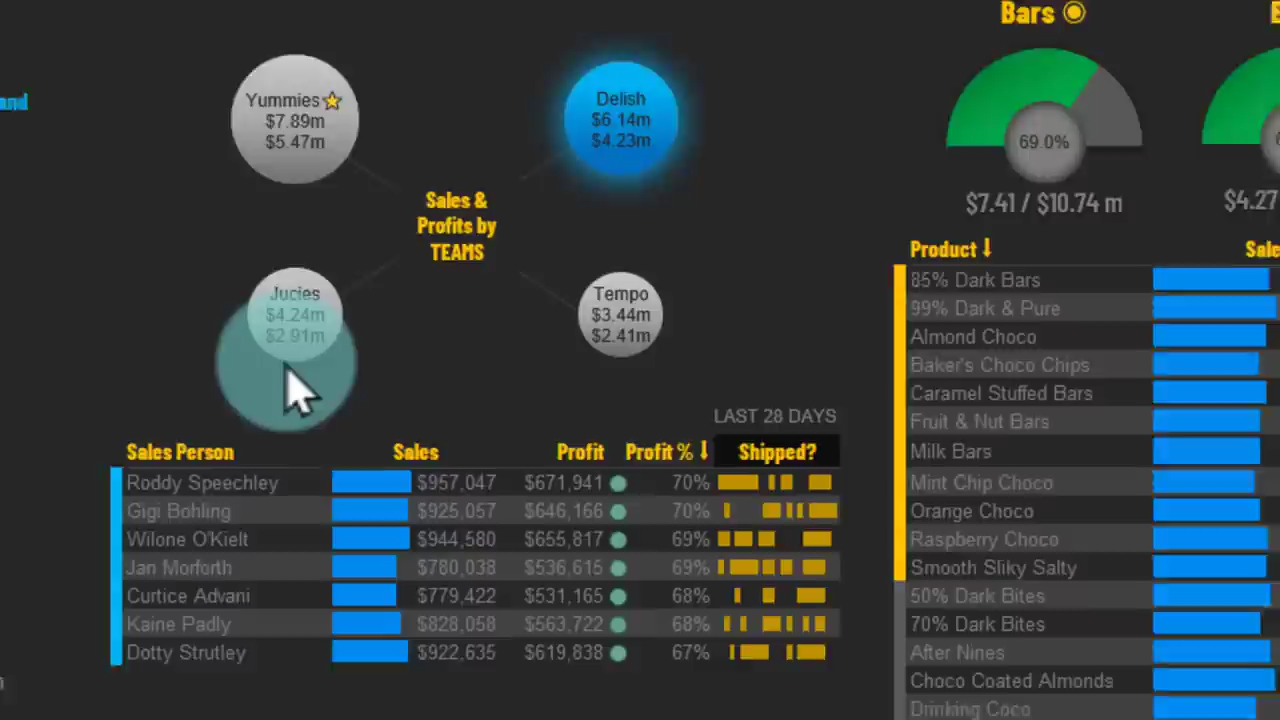 and
Yummies
$7.89m
$5.47m
Delish
$6.14m
$4.23m
Sales &
Profits by
TEAMS
Jucies
$4.24m
$2.91m
Tempo
$3.44m
$2.41m
LAST 28 DAYS
Sales Person Sales Profit Profit % ↓ Shipped?
Roddy Speechley $957,047 $671,941 70%
Gigi Bohling $925,057 $646,166 70%
Wilone O'Kielt $944,580 $655,817 69%
Jan Morforth $780,038 $536,615 69%
Curtice Advani $779,422 $531,165 68%
Kaine Padly $828,058 $563,722 68%
Dotty Strutley $922,635 $619,838 67%
Bars
69.0%
$7.41 / $10.74 m
$4.27
Product ↓ Sale
85% Dark Bars
99% Dark & Pure
Almond Choco
Baker's Choco Chips
Caramel Stuffed Bars
Fruit & Nut Bars
Milk Bars
Mint Chip Choco
Orange Choco
Raspberry Choco
Smooth Sliky Salty
50% Dark Bites
70% Dark Bites
After Nines
Choco Coated Almonds
Drinking Coco